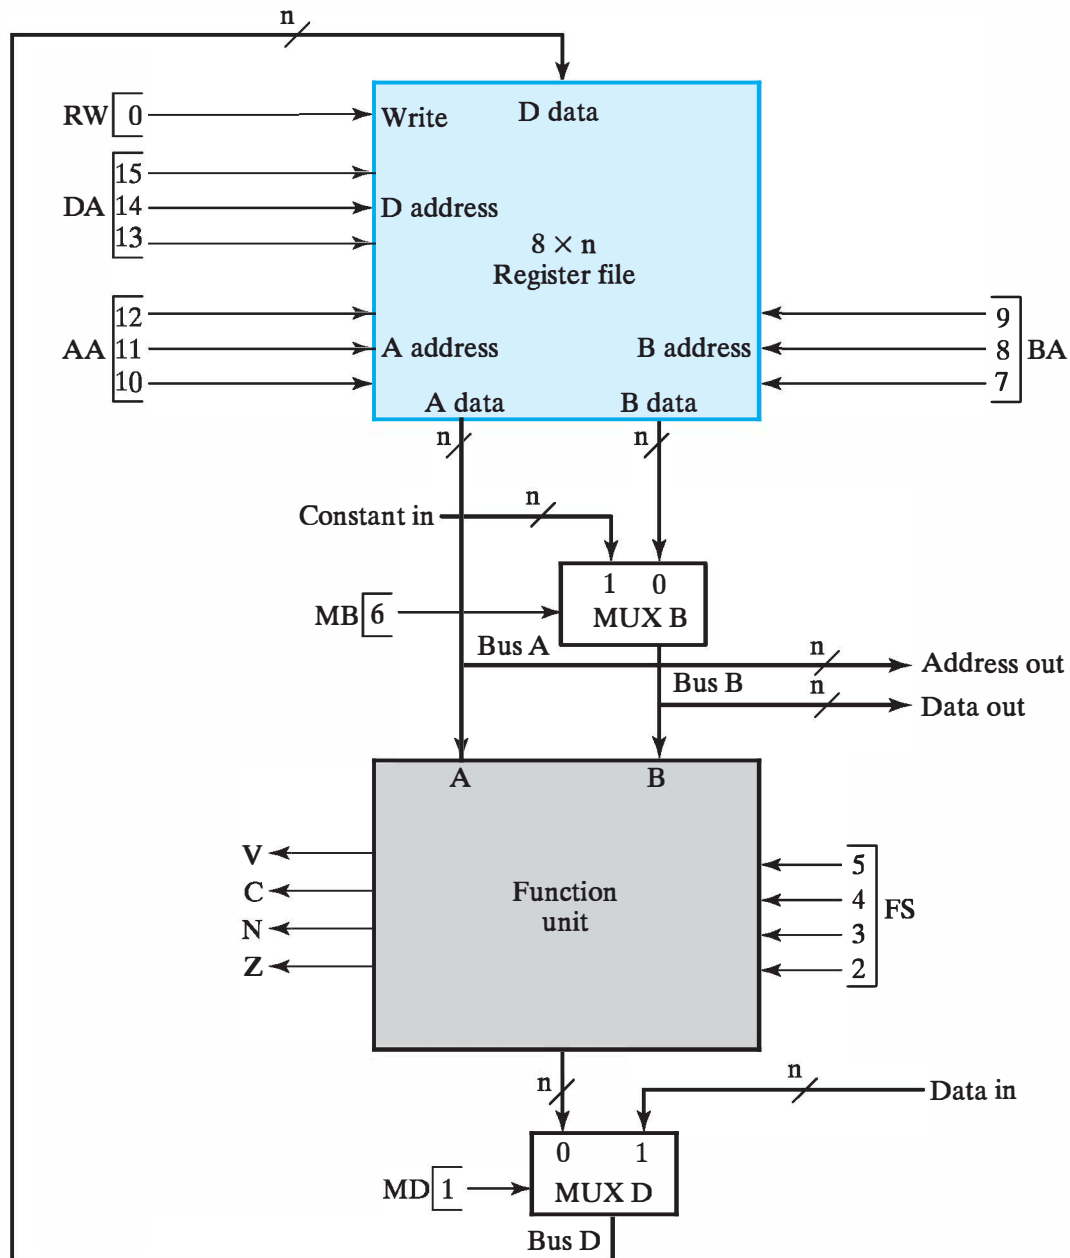 n
D data
RW 0
Write
15
DA 14
D address
13
8 × n
Register file
12
9
AA 11
A address
B address
8 BA
10
7
A data
B data
n
n
n
Constant in
1 0
MB 6
MUX B
Bus A
n
Address out
Bus B
n
Data out
A
B
V
5
C
Function
4
FS
N
unit
3
Z
2
n
n
Data in
0 1
MD 1
MUX D
Bus D